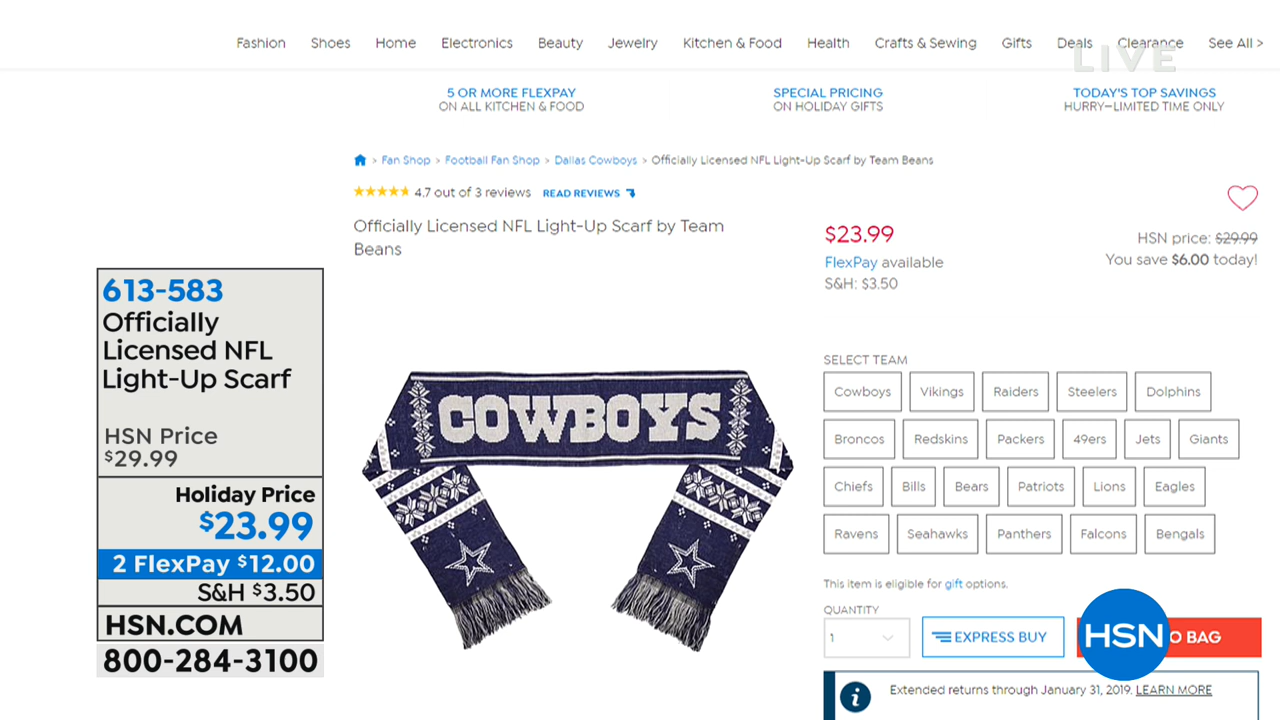 Fashion Shoes Home Electronics Beauty Jewelry Kitchen & Food Health Crafts & Sewing Gifts Deals Clearance See All >
LIVE
5 OR MORE FLEXPAY
ON ALL KITCHEN & FOOD
SPECIAL PRICING
ON HOLIDAY GIFTS
TODAY'S TOP SAVINGS
HURRY—LIMITED TIME ONLY
> Fan Shop > Football Fan Shop > Dallas Cowboys > Officially Licensed NFL Light-Up Scarf by Team Beans
4.7 out of 3 reviews READ REVIEWS
Officially Licensed NFL Light-Up Scarf by Team
Beans
$23.99
FlexPay available
S&H: $3.50
HSN price: $29.99
You save $6.00 today!
613-583
Officially
Licensed NFL
Light-Up Scarf
HSN Price
$29.99
Holiday Price
$23.99
2 FlexPay $12.00
S&H $3.50
HSN.COM
800-284-3100
COWBOYS
SELECT TEAM
Cowboys Vikings Raiders Steelers Dolphins
Broncos Redskins Packers 49ers Jets Giants
Chiefs Bills Bears Patriots Lions Eagles
Ravens Seahawks Panthers Falcons Bengals
This item is eligible for gift options.
QUANTITY
1
EXPRESS BUY
HSN
O BAG
i
Extended returns through January 31, 2019. LEARN MORE